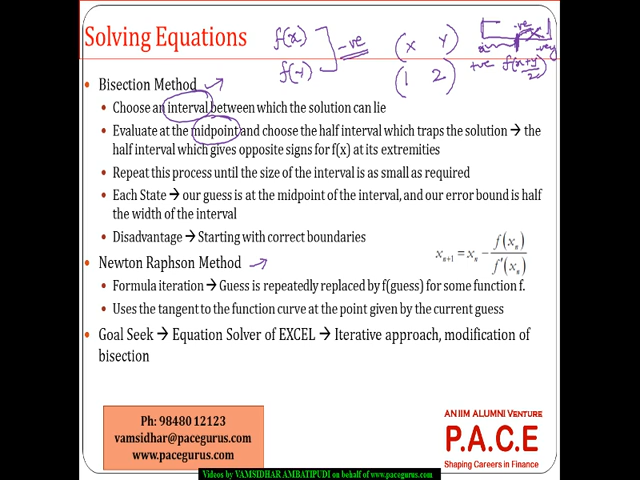 Solving Equations
f(x)
f(y)
-ve
(x y)
(1 2)
-ve
+ve f(x+y/2)
• Bisection Method
• Choose an interval between which the solution can lie
• Evaluate at the midpoint and choose the half interval which traps the solution → the
half interval which gives opposite signs for f(x) at its extremities
• Repeat this process until the size of the interval is as small as required
• Each State → our guess is at the midpoint of the interval, and our error bound is half
the width of the interval
• Disadvantage → Starting with correct boundaries
xₙ₊₁ = xₙ − f(xₙ)/f'(xₙ)
• Newton Raphson Method
• Formula iteration → Guess is repeatedly replaced by f(guess) for some function f.
• Uses the tangent to the function curve at the point given by the current guess
• Goal Seek → Equation Solver of EXCEL → Iterative approach, modification of
bisection
Ph: 98480 12123
vamsidhar@pacegurus.com
www.pacegurus.com
AN IIM ALUMNI VENTURE
P.A.C.E
Shaping Careers in Finance
Videos by VAMSIDHAR AMBATIPUDI on behalf of www.pacegurus.com